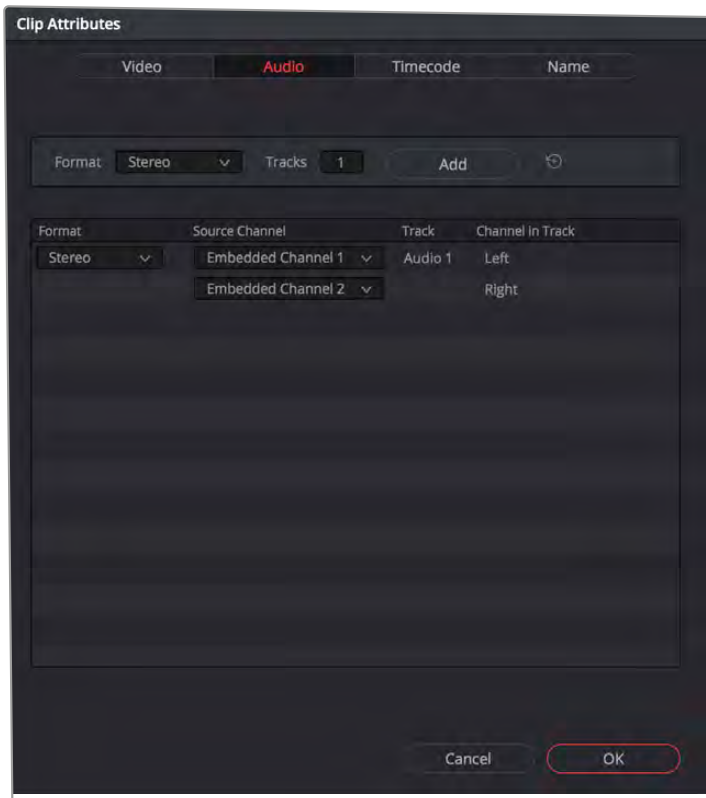 Clip Attributes
Video Audio Timecode Name
Format Stereo Tracks 1 Add
Format Source Channel Track Channel in Track
Stereo Embedded Channel 1 Audio 1 Left
Embedded Channel 2 Right
Cancel OK